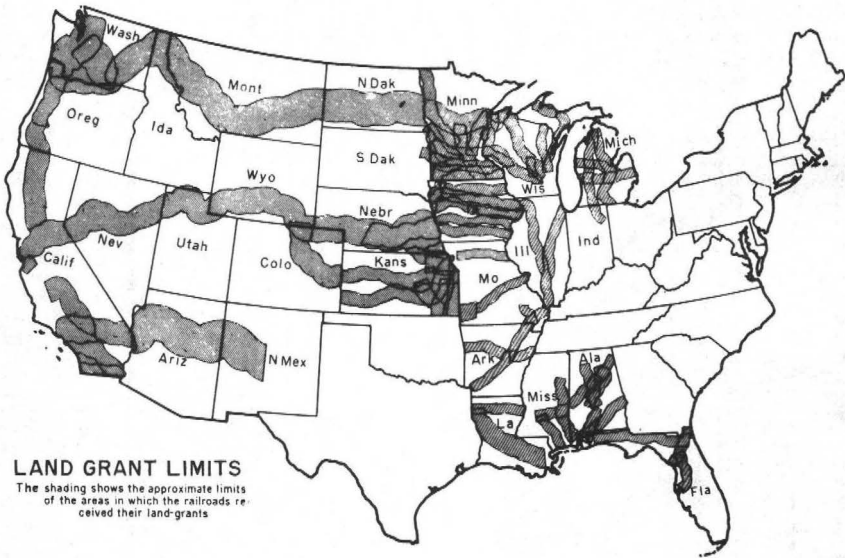 Wash
Mont
N Dak
Minn
Oreg
Ida
S Dak
Mich
Wis
Wyo
Nebr
Nev
Utah
Colo
Kans
Ill
Ind
Calif
Mo
Ariz
N Mex
Ark
Miss
Ala
La
Fla
LAND GRANT LIMITS
The shading shows the approximate limits
of the areas in which the railroads re-
ceived their land-grants